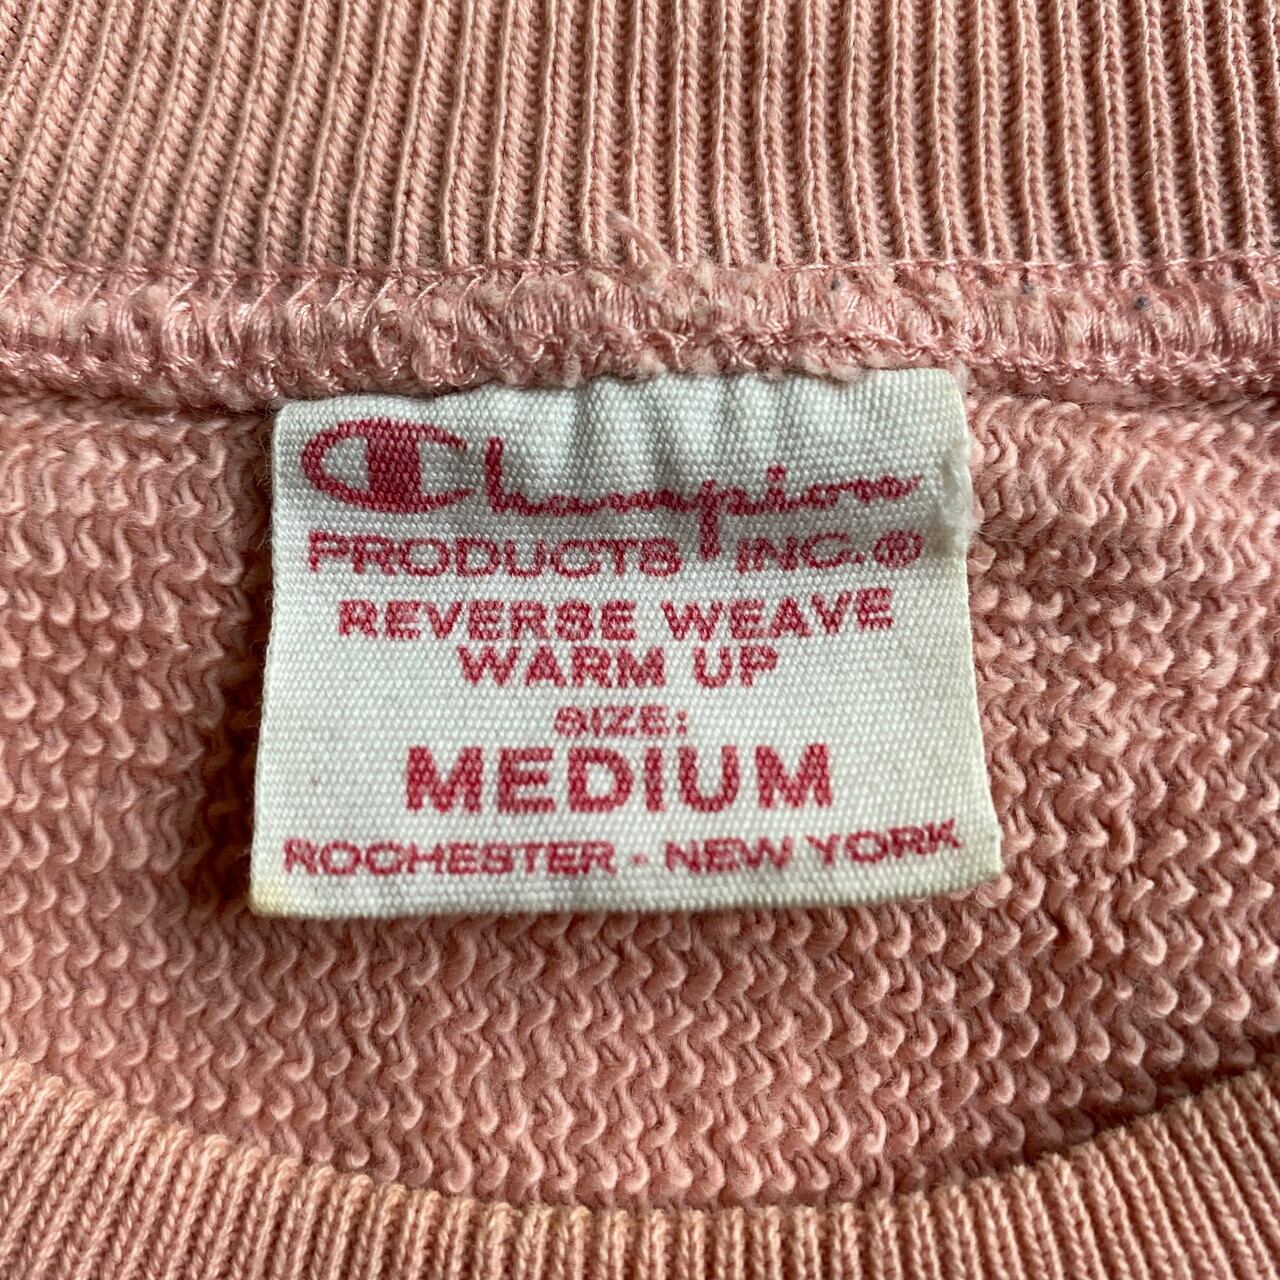 Champion
PRODUCTS INC.®
REVERSE WEAVE
WARM UP
SIZE:
MEDIUM
ROCHESTER - NEW YORK